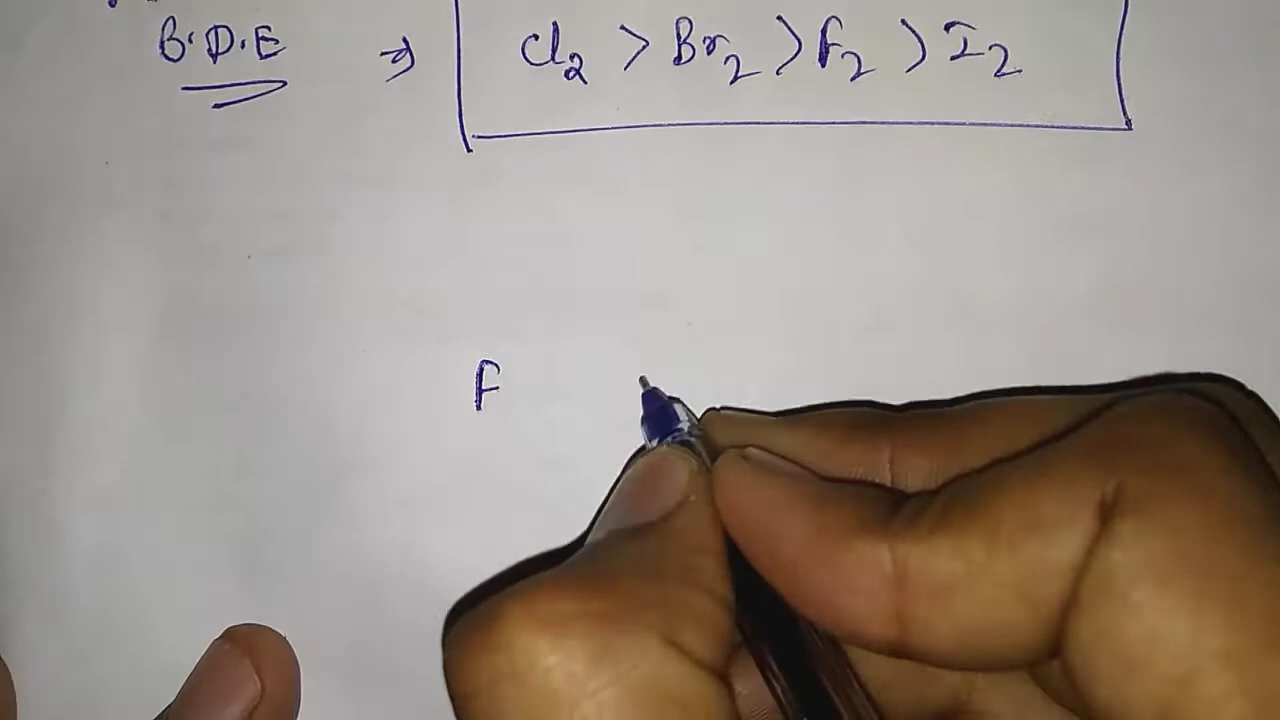 B.D.E ⇒ Cl₂ > Br₂ > F₂ > I₂
F